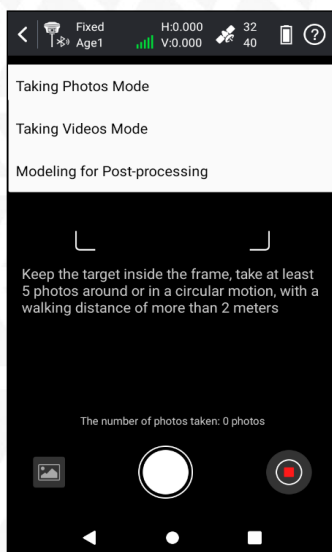 Fixed H:0.000 32
Age1 V:0.000 40
Taking Photos Mode
Taking Videos Mode
Modeling for Post-processing
Keep the target inside the frame, take at least
5 photos around or in a circular motion, with a
walking distance of more than 2 meters
The number of photos taken: 0 photos